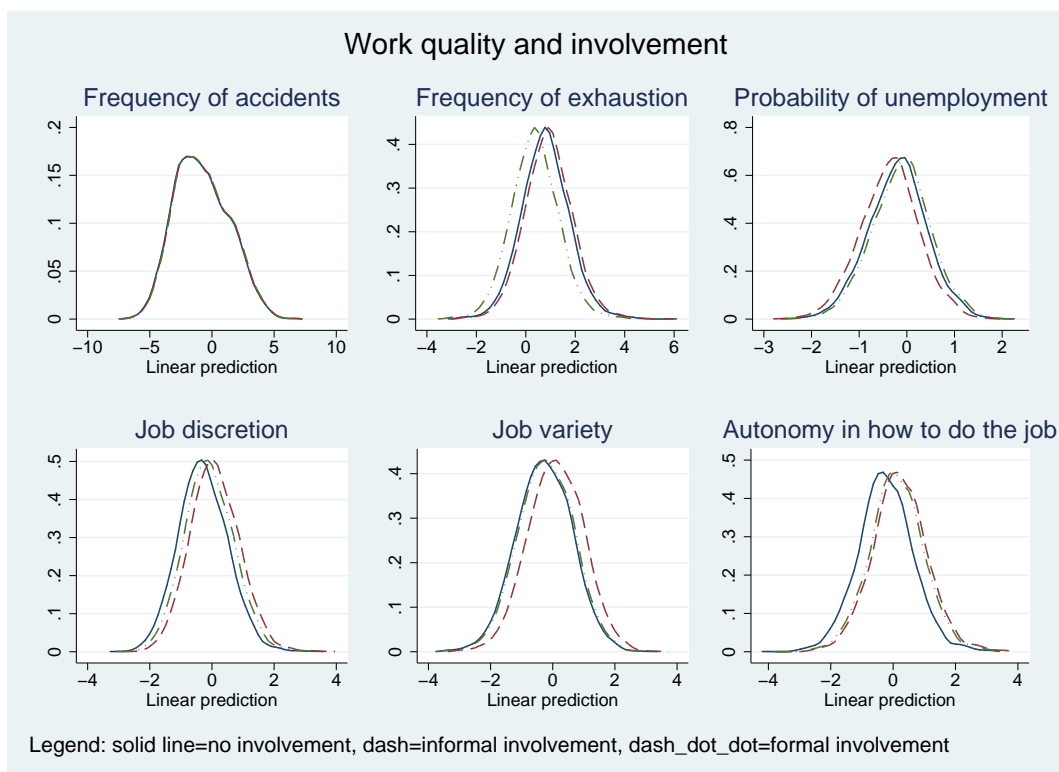 Work quality and involvement
Frequency of accidents
Frequency of exhaustion
Probability of unemployment
0 .05 .1 .15 .2
0 .1 .2 .3 .4
0 .2 .4 .6 .8
−10 −5 0 5 10
−4 −2 0 2 4 6
−3 −2 −1 0 1 2
Linear prediction
Linear prediction
Linear prediction
Job discretion
Job variety
Autonomy in how to do the job
0 .1 .2 .3 .4 .5
0 .1 .2 .3 .4
0 .1 .2 .3 .4 .5
−4 −2 0 2 4
−4 −2 0 2 4
−4 −2 0 2 4
Linear prediction
Linear prediction
Linear prediction
Legend: solid line=no involvement, dash=informal involvement, dash_dot_dot=formal involvement